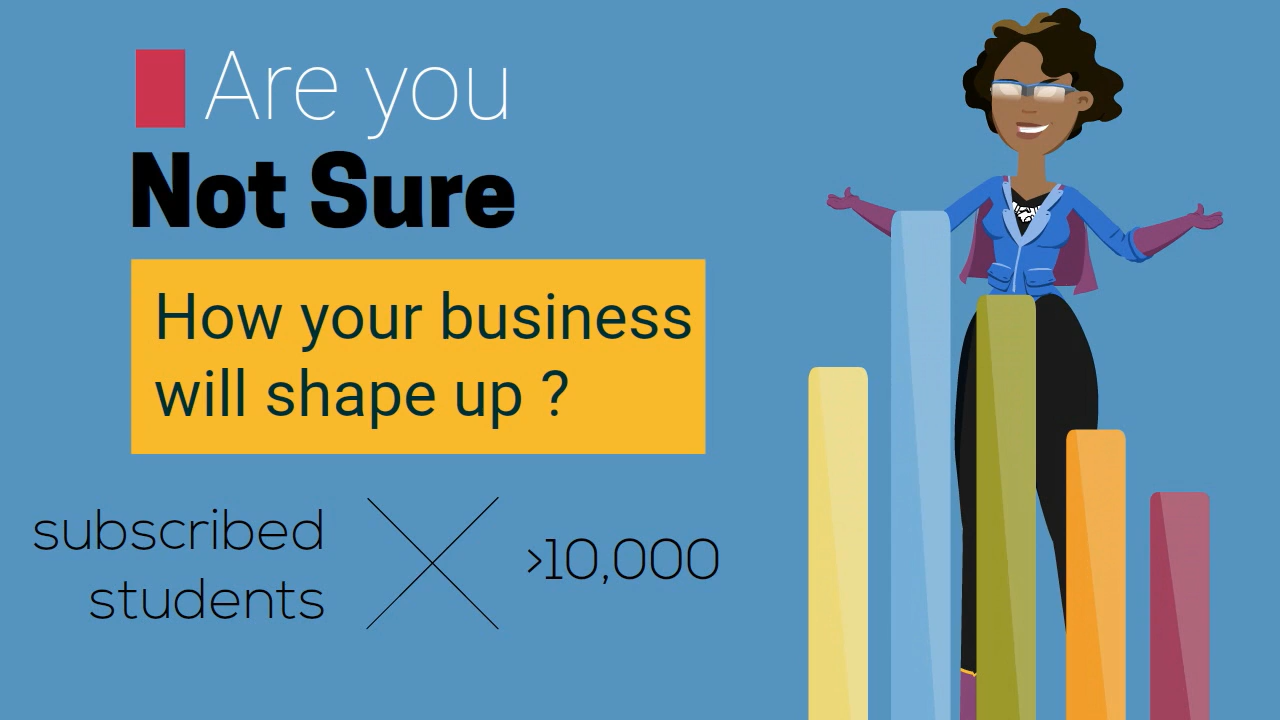 Are you
Not Sure
How your business
will shape up ?
subscribed
students
>10,000